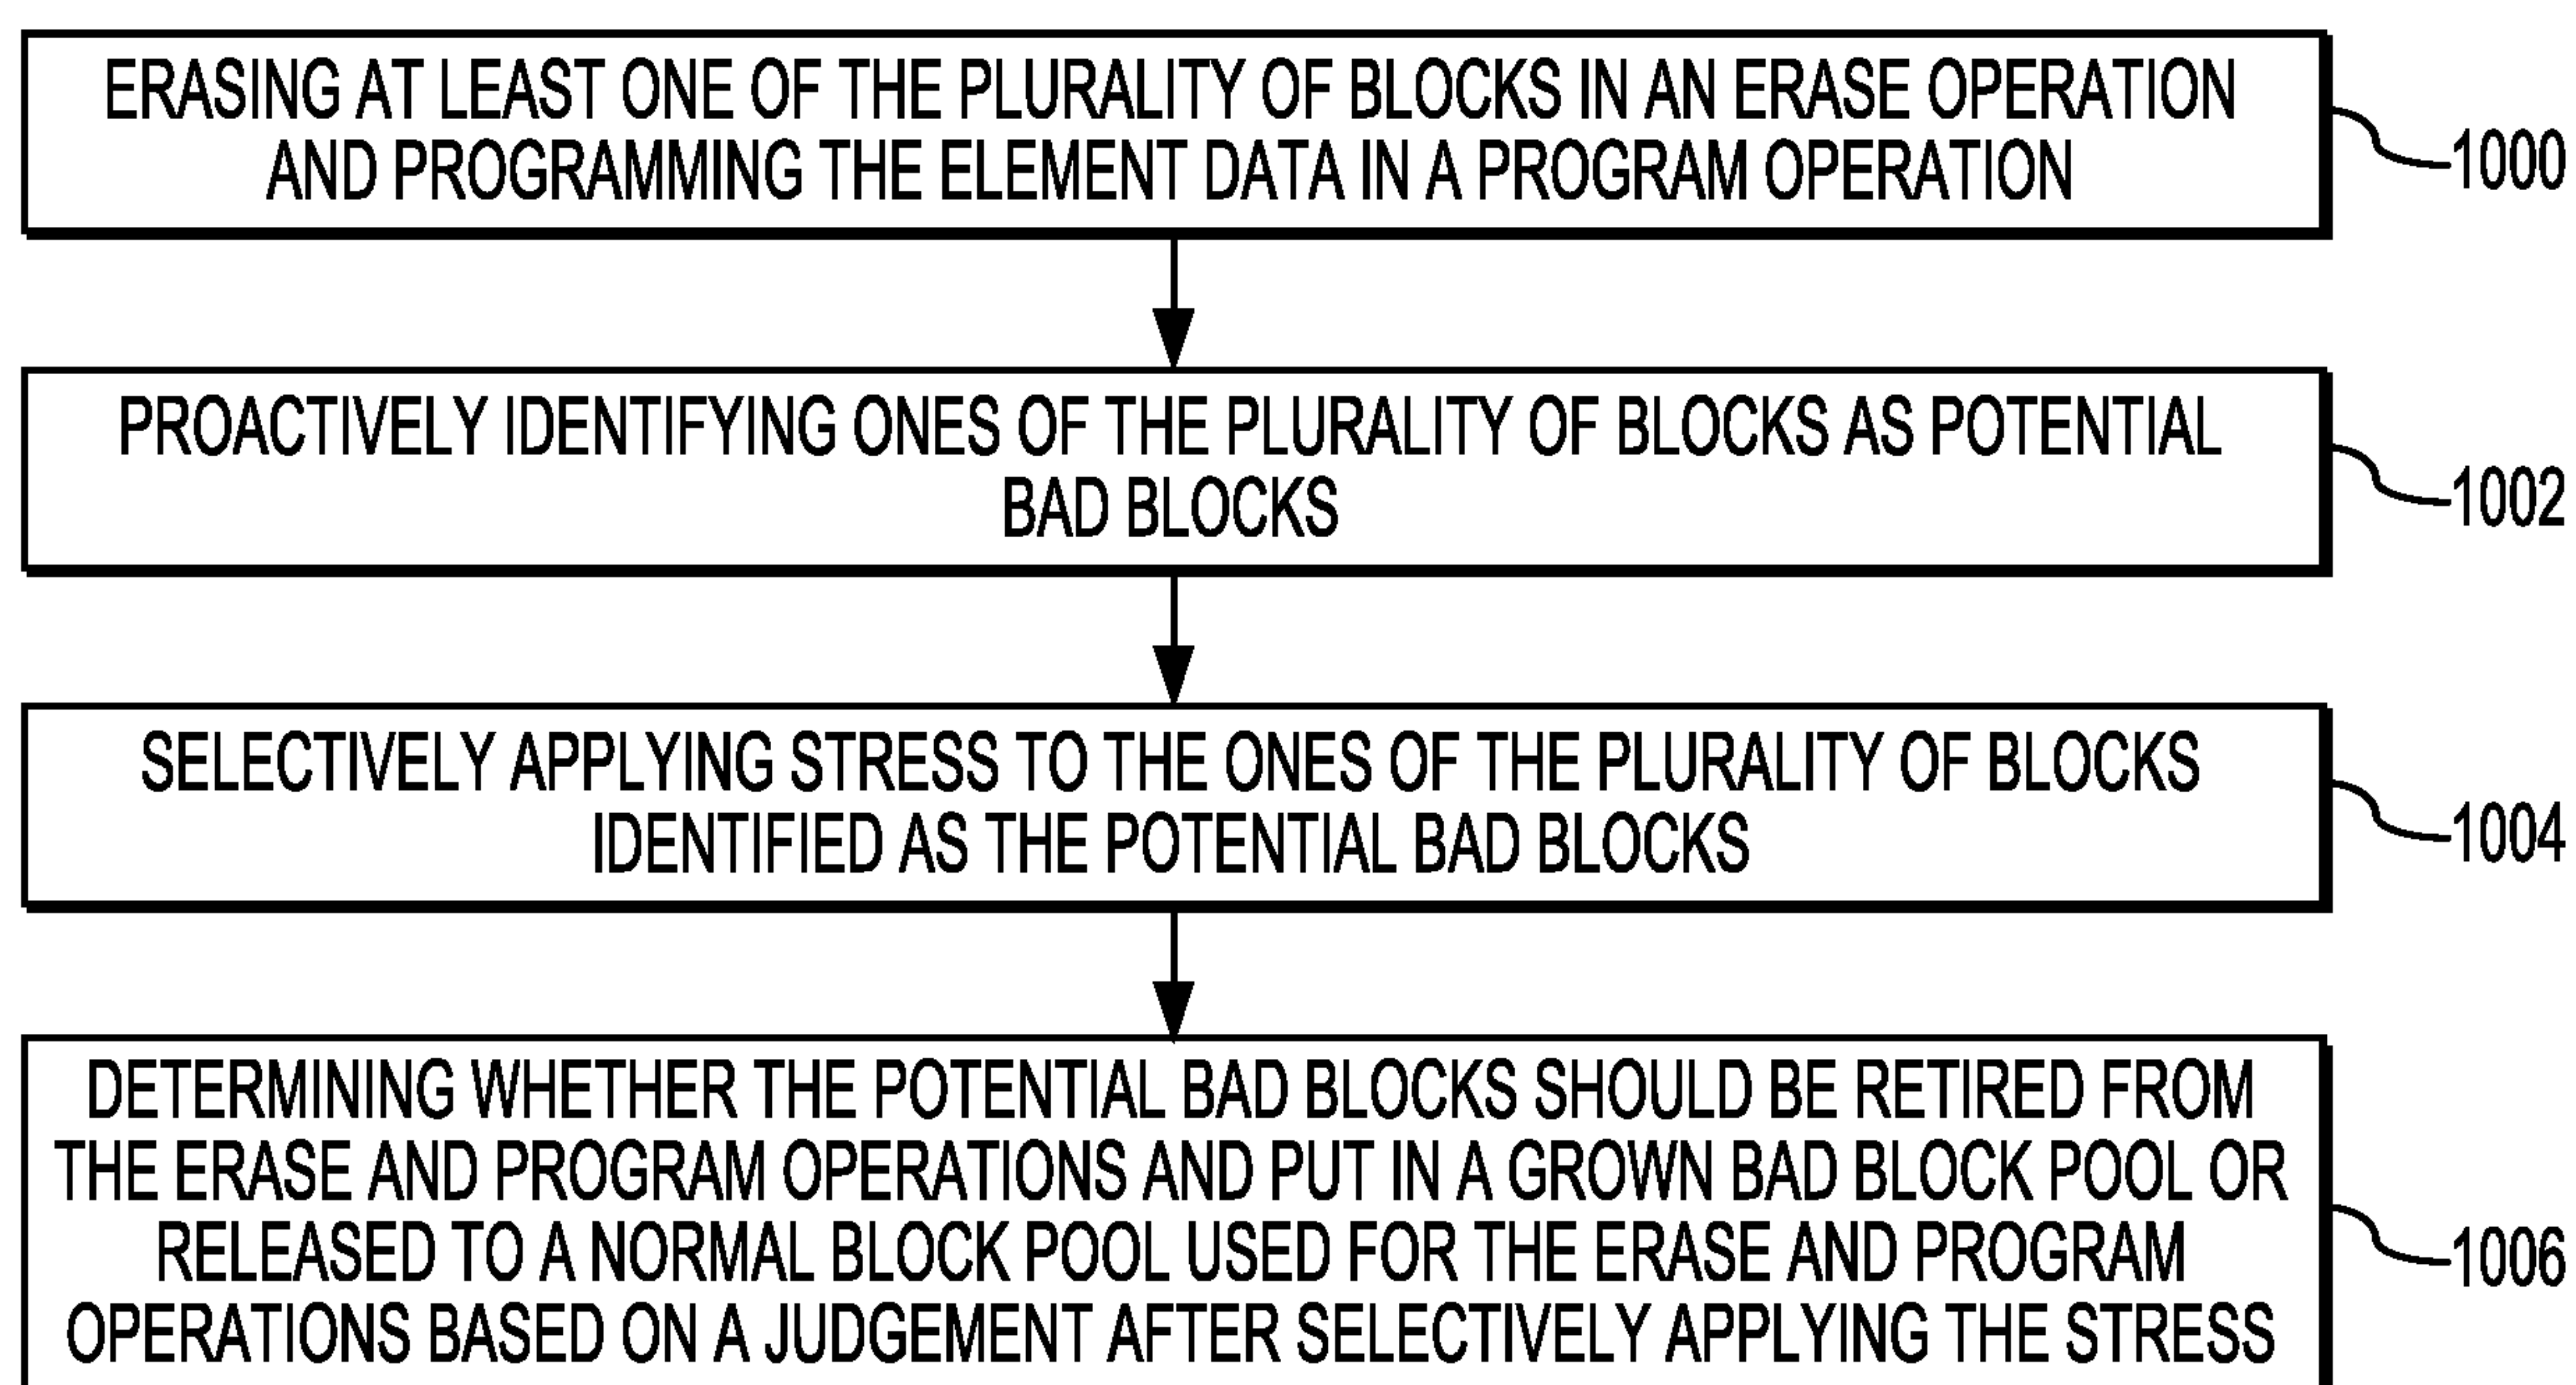 ERASING AT LEAST ONE OF THE PLURALITY OF BLOCKS IN AN ERASE OPERATION
AND PROGRAMMING THE ELEMENT DATA IN A PROGRAM OPERATION
1000
PROACTIVELY IDENTIFYING ONES OF THE PLURALITY OF BLOCKS AS POTENTIAL
BAD BLOCKS
1002
SELECTIVELY APPLYING STRESS TO THE ONES OF THE PLURALITY OF BLOCKS
IDENTIFIED AS THE POTENTIAL BAD BLOCKS
1004
DETERMINING WHETHER THE POTENTIAL BAD BLOCKS SHOULD BE RETIRED FROM
THE ERASE AND PROGRAM OPERATIONS AND PUT IN A GROWN BAD BLOCK POOL OR
RELEASED TO A NORMAL BLOCK POOL USED FOR THE ERASE AND PROGRAM
OPERATIONS BASED ON A JUDGEMENT AFTER SELECTIVELY APPLYING THE STRESS
1006